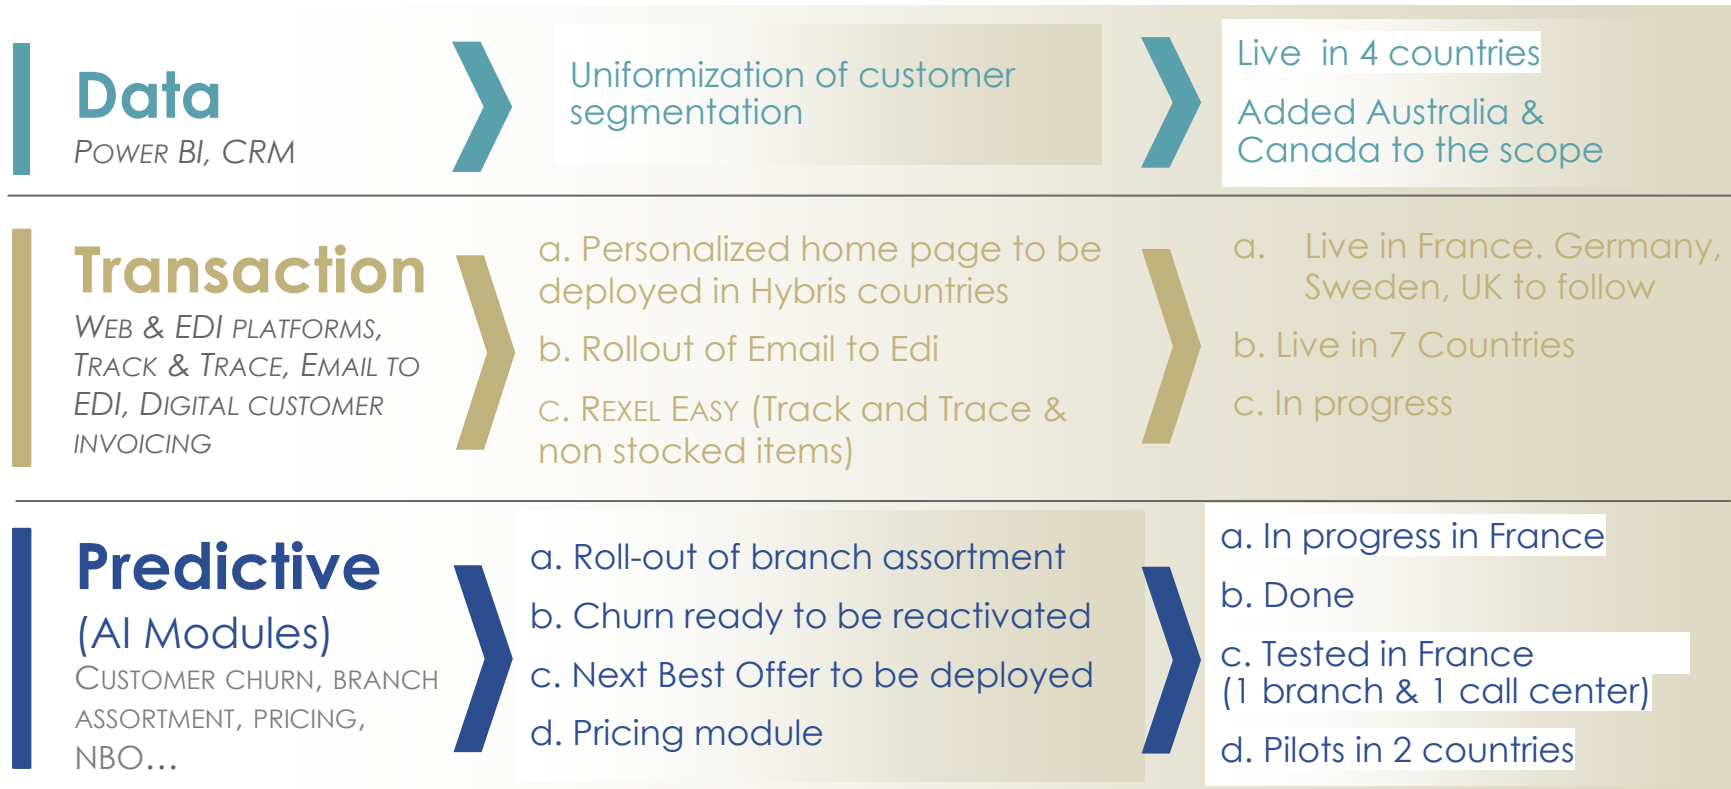 Data
POWER BI, CRM
Uniformization of customer
segmentation
Live in 4 countries
Added Australia &
Canada to the scope
Transaction
WEB & EDI PLATFORMS,
TRACK & TRACE, EMAIL TO
EDI, DIGITAL CUSTOMER
INVOICING
a. Personalized home page to be
deployed in Hybris countries
b. Rollout of Email to Edi
c. REXEL EASY (Track and Trace &
non stocked items)
a. Live in France. Germany,
Sweden, UK to follow
b. Live in 7 Countries
c. In progress
Predictive
(AI Modules)
CUSTOMER CHURN, BRANCH
ASSORTMENT, PRICING,
NBO...
a. Roll-out of branch assortment
b. Churn ready to be reactivated
c. Next Best Offer to be deployed
d. Pricing module
a. In progress in France
b. Done
c. Tested in France
(1 branch & 1 call center)
d. Pilots in 2 countries